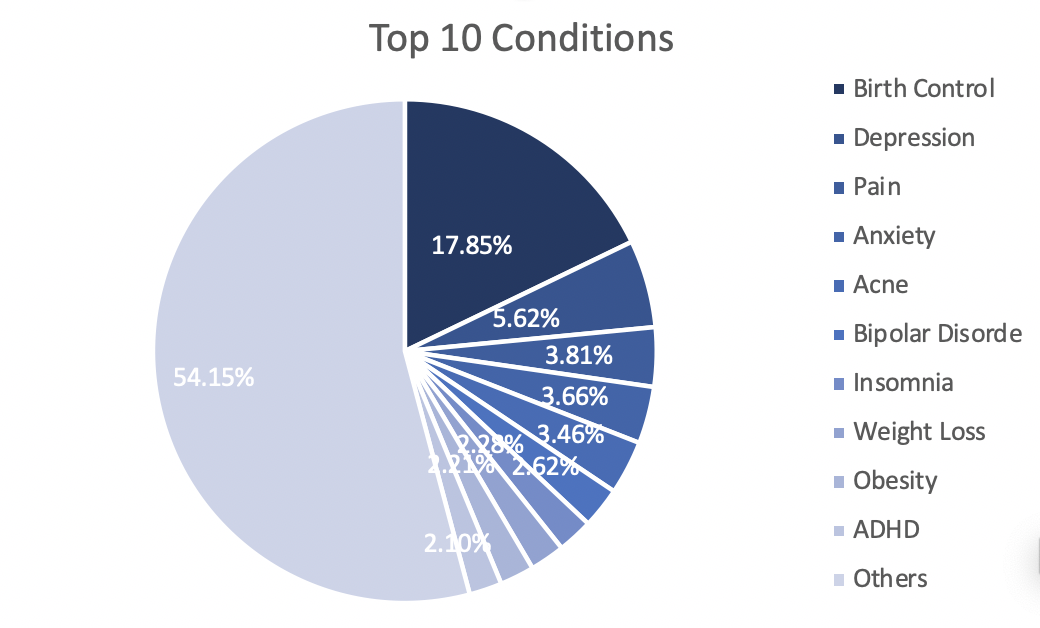 Top 10 Conditions
Birth Control
Depression
Pain
Anxiety
Acne
Bipolar Disorde
Insomnia
Weight Loss
Obesity
ADHD
Others
17.85%
5.62%
3.81%
3.66%
3.46%
2.62%
2.28%
2.21%
2.10%
54.15%